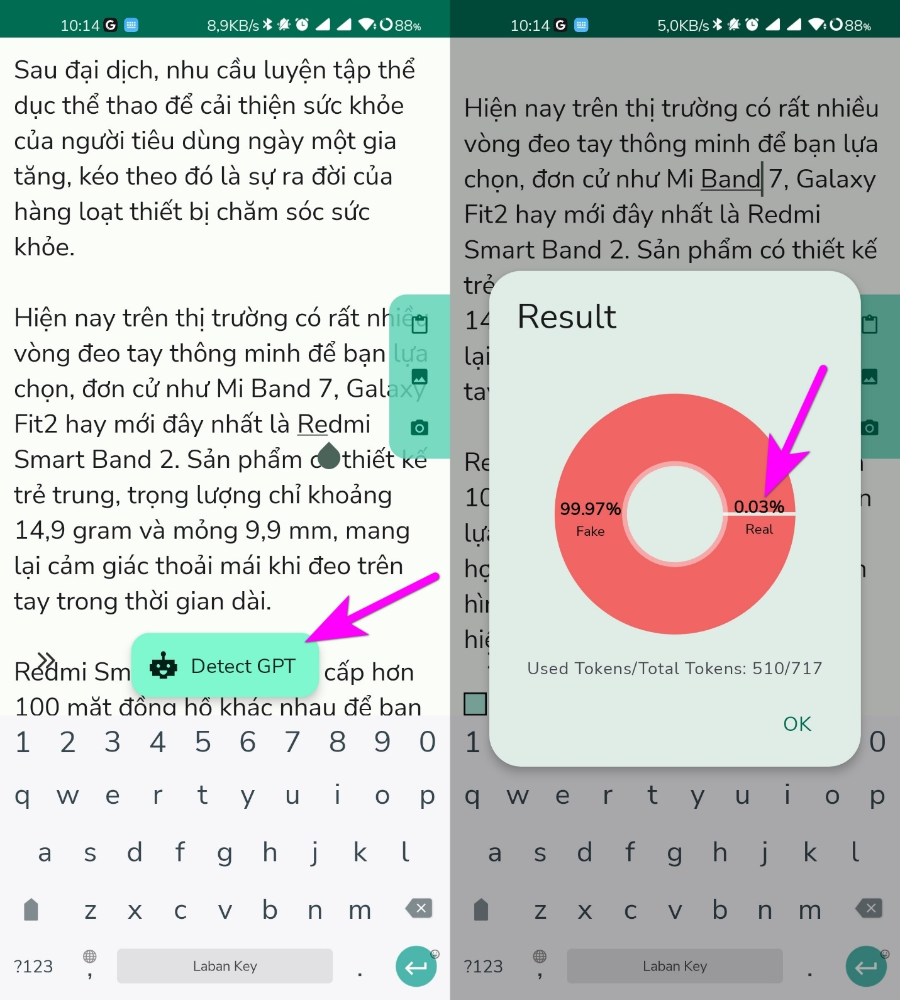 10:14
8,9KB/s
88%
Sau đại dịch, nhu cầu luyện tập thể
dục thể thao để cải thiện sức khỏe
của người tiêu dùng ngày một gia
tăng, kéo theo đó là sự ra đời của
hàng loạt thiết bị chăm sóc sức
khỏe.
Hiện nay trên thị trường có rất nhiều
vòng đeo tay thông minh để bạn lựa
chọn, đơn cử như Mi Band 7, Galaxy
Fit2 hay mới đây nhất là Redmi
Smart Band 2. Sản phẩm có thiết kế
trẻ trung, trọng lượng chỉ khoảng
14,9 gram và mỏng 9,9 mm, mang
lại cảm giác thoải mái khi đeo trên
tay trong thời gian dài.
Redmi Sm cấp hơn
Detect GPT
100 mặt đồng hồ khác nhau để bạn
1 2 3 4 5 6 7 8 9 0
q w e r t y u i o p
a s d f g h j k l
z x c v b n m
?123 , Laban Key .
10:14
5,0KB/s
88%
Hiện nay trên thị trường có rất nhiều
vòng đeo tay thông minh để bạn lựa
chọn, đơn cử như Mi Band 7, Galaxy
Fit2 hay mới đây nhất là Redmi
Smart Band 2. Sản phẩm có thiết kế
trẻ
14
lại
tay
Re
10
lựa
họ
hìn
hiệ
Result
99.97%
Fake
0.03%
Real
Used Tokens/Total Tokens: 510/717
OK
1 0
q w e r t y u i o p
a s d f g h j k l
z x c v b n m
?123 , Laban Key .